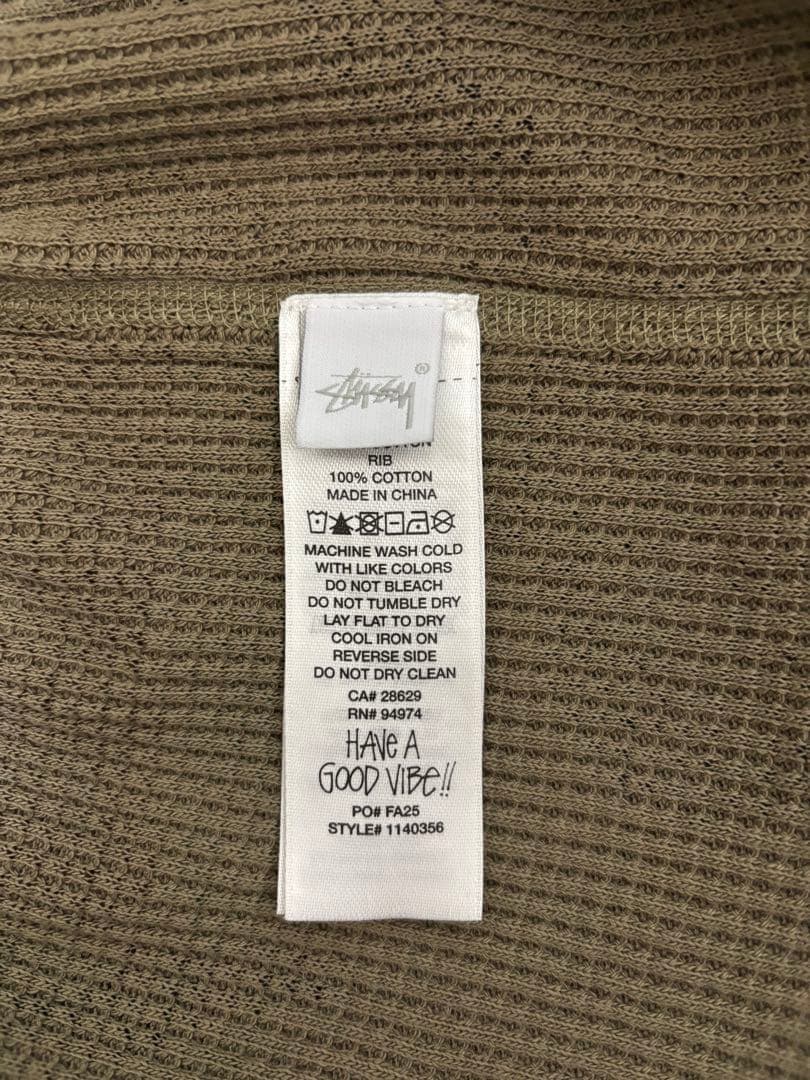 STÜSSY®
RIB
100% COTTON
MADE IN CHINA
MACHINE WASH COLD
WITH LIKE COLORS
DO NOT BLEACH
DO NOT TUMBLE DRY
LAY FLAT TO DRY
COOL IRON ON
REVERSE SIDE
DO NOT DRY CLEAN
CA# 28629
RN# 94974
HAVE A
GOOD VIBE!!
PO# FA25
STYLE# 1140356